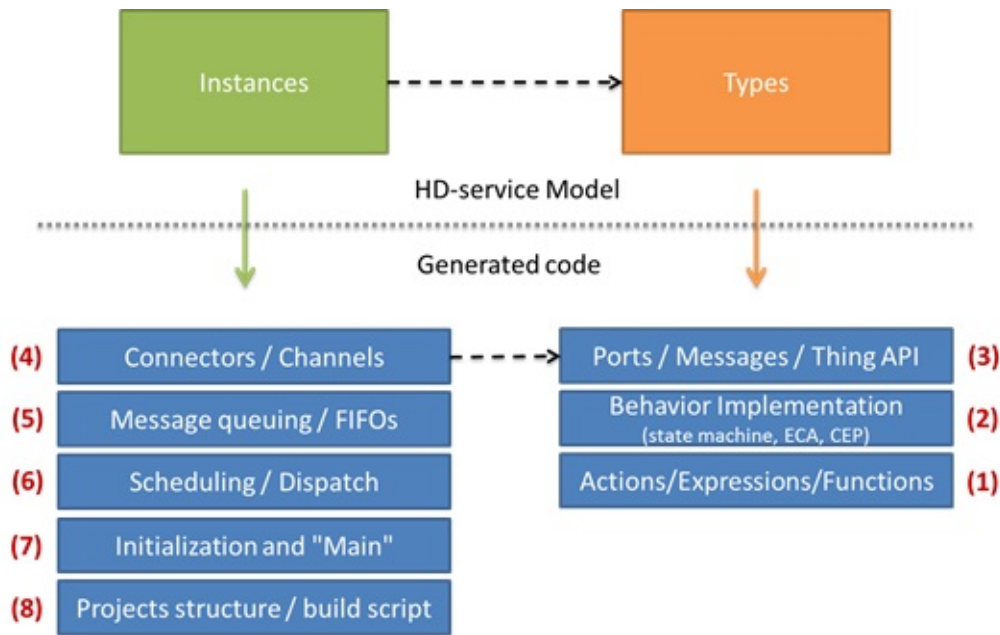 Instances
Types
HD-service Model
Generated code
(4) Connectors / Channels
Ports / Messages / Thing API (3)
(5) Message queuing / FIFOs
Behavior Implementation
(state machine, ECA, CEP) (2)
(6) Scheduling / Dispatch
Actions/Expressions/Functions (1)
(7) Initialization and "Main"
(8) Projects structure / build script